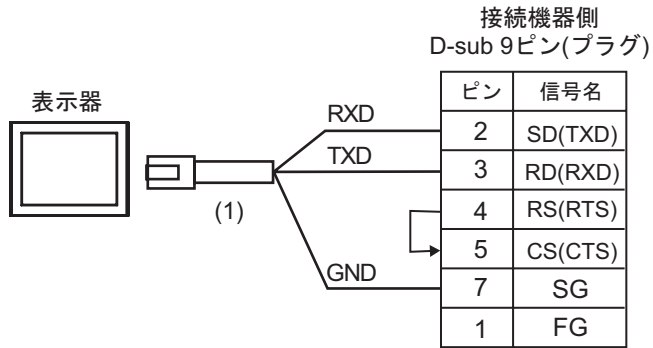 接続機器側
D-sub 9ピン(プラグ)
表示器
ピン 信号名
RXD
2 SD(TXD)
TXD
3 RD(RXD)
(1)
4 RS(RTS)
5 CS(CTS)
GND
7 SG
1 FG